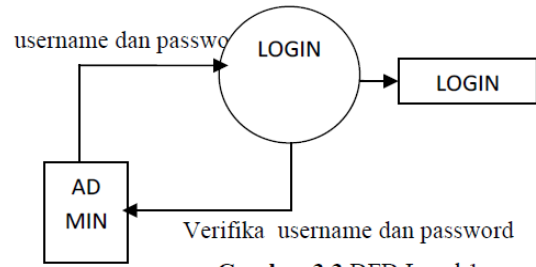 username dan passwo
LOGIN
LOGIN
AD
MIN
Verifika username dan password